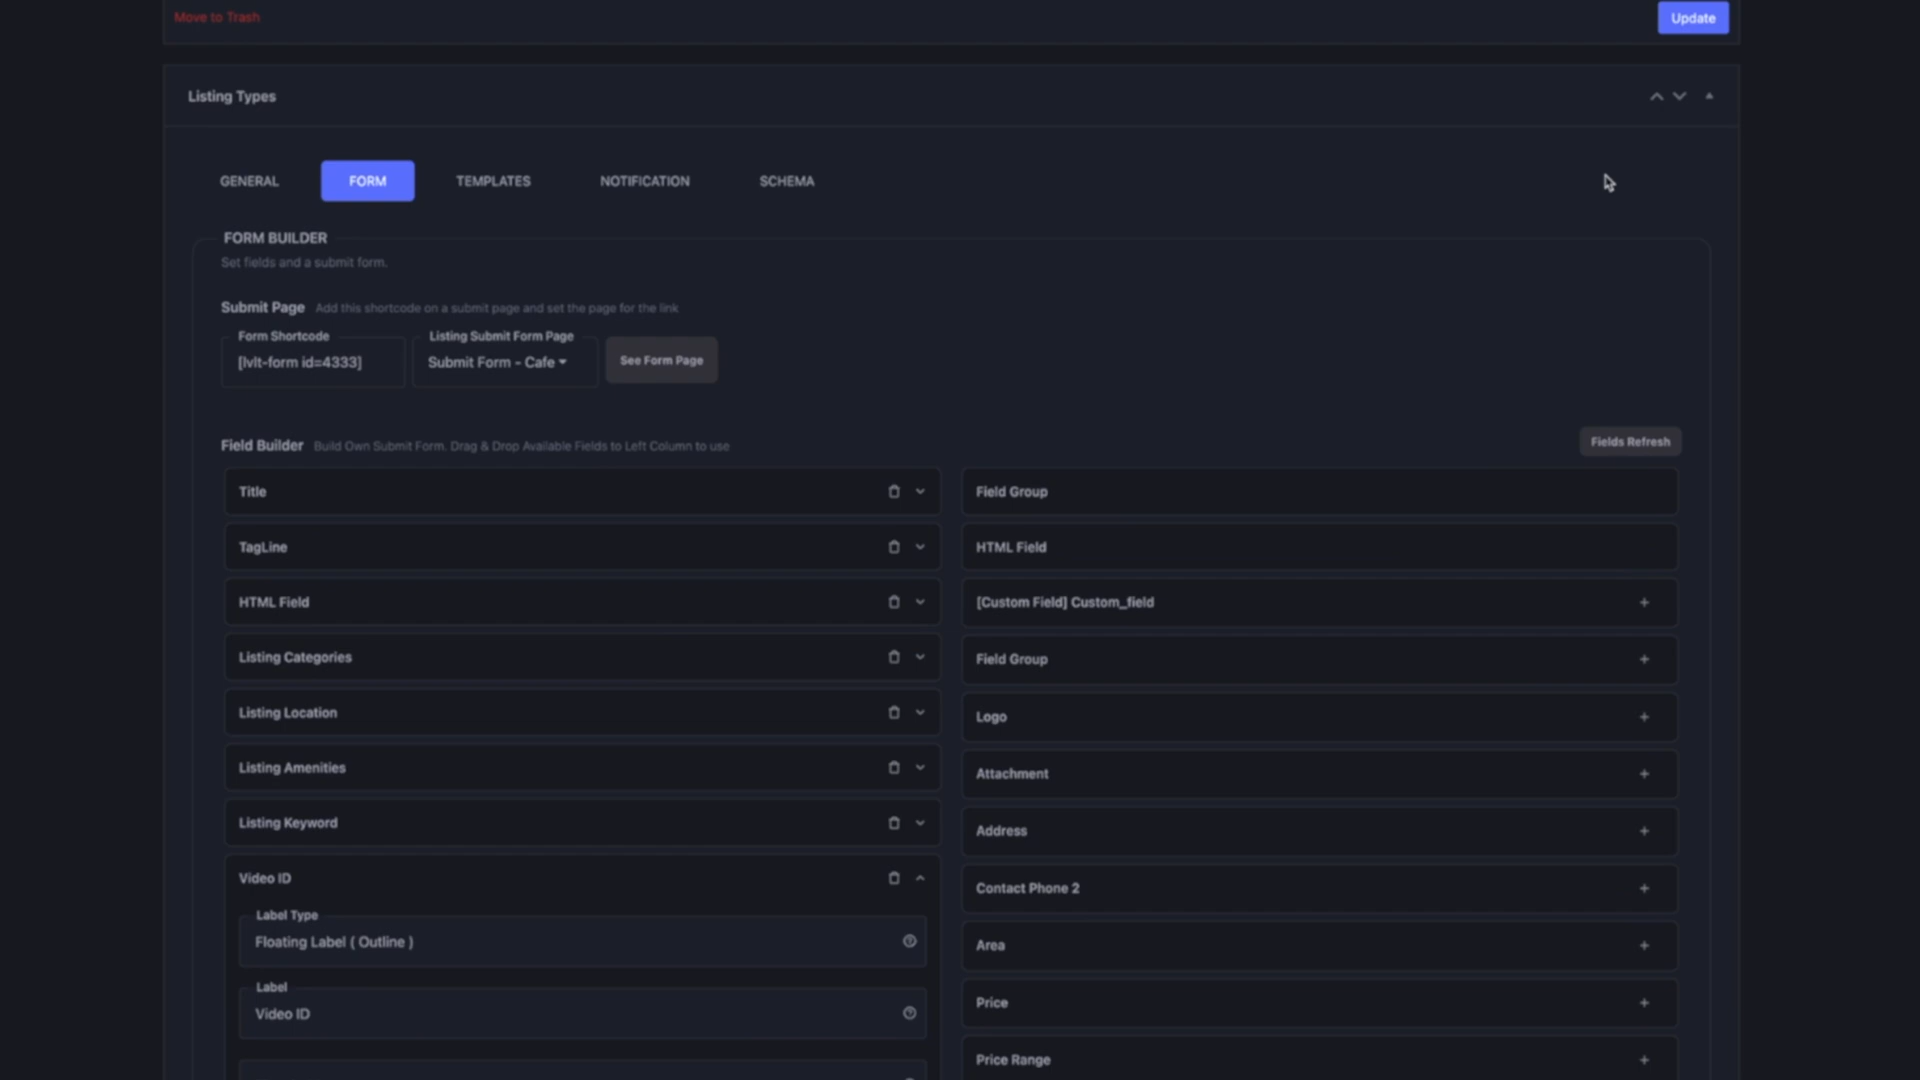 Move to Trash
Update
Listing Types
GENERAL
FORM
TEMPLATES
NOTIFICATION
SCHEMA
FORM BUILDER
Set fields and a submit form.
Submit Page Add this shortcode on a submit page and set the page for the link
Form Shortcode
[lvlt-form id=4333]
Listing Submit Form Page
Submit Form - Cafe
See Form Page
Field Builder Build Own Submit Form. Drag & Drop Available Fields to Left Column to use
Fields Refresh
Title
TagLine
HTML Field
Listing Categories
Listing Location
Listing Amenities
Listing Keyword
Video ID
Label Type
Floating Label ( Outline )
Label
Video ID
Field Group
HTML Field
[Custom Field] Custom_field
Field Group
Logo
Attachment
Address
Contact Phone 2
Area
Price
Price Range